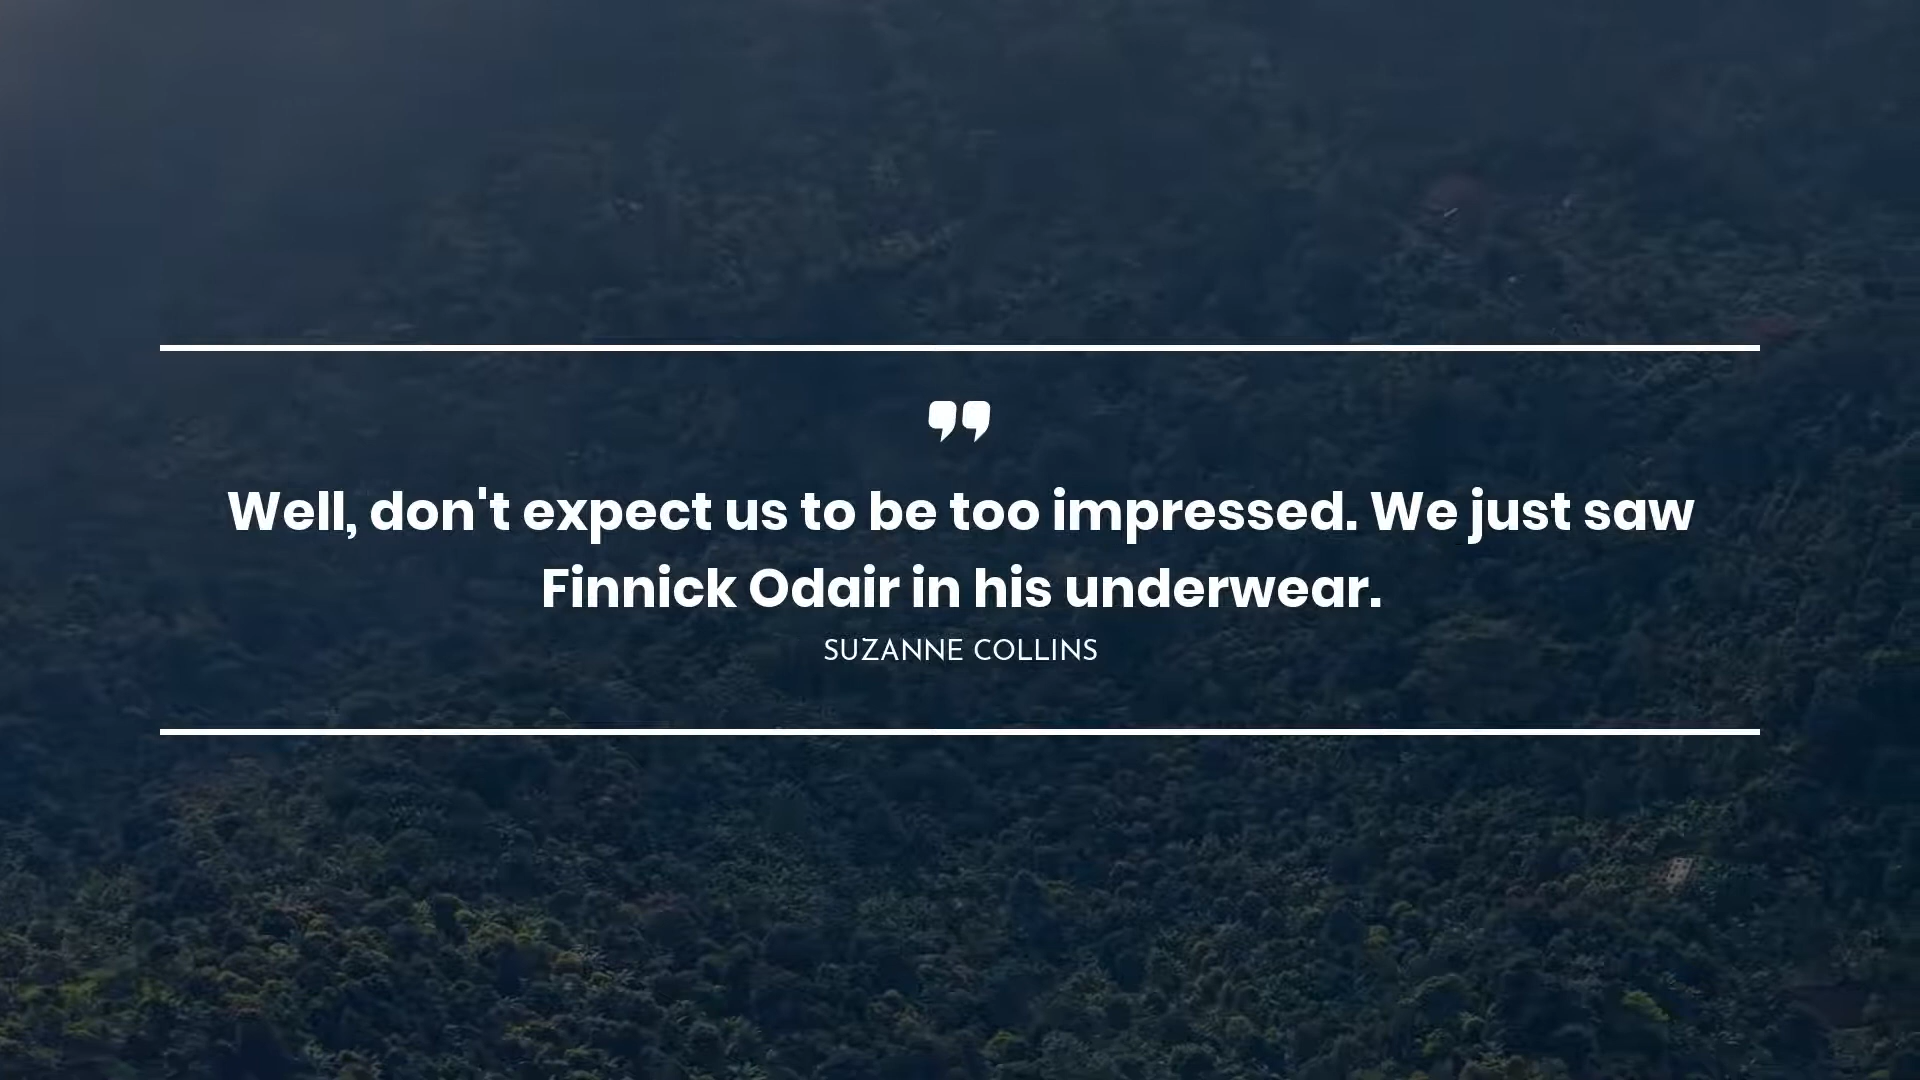 ❞
Well, don't expect us to be too impressed. We just saw
Finnick Odair in his underwear.
SUZANNE COLLINS